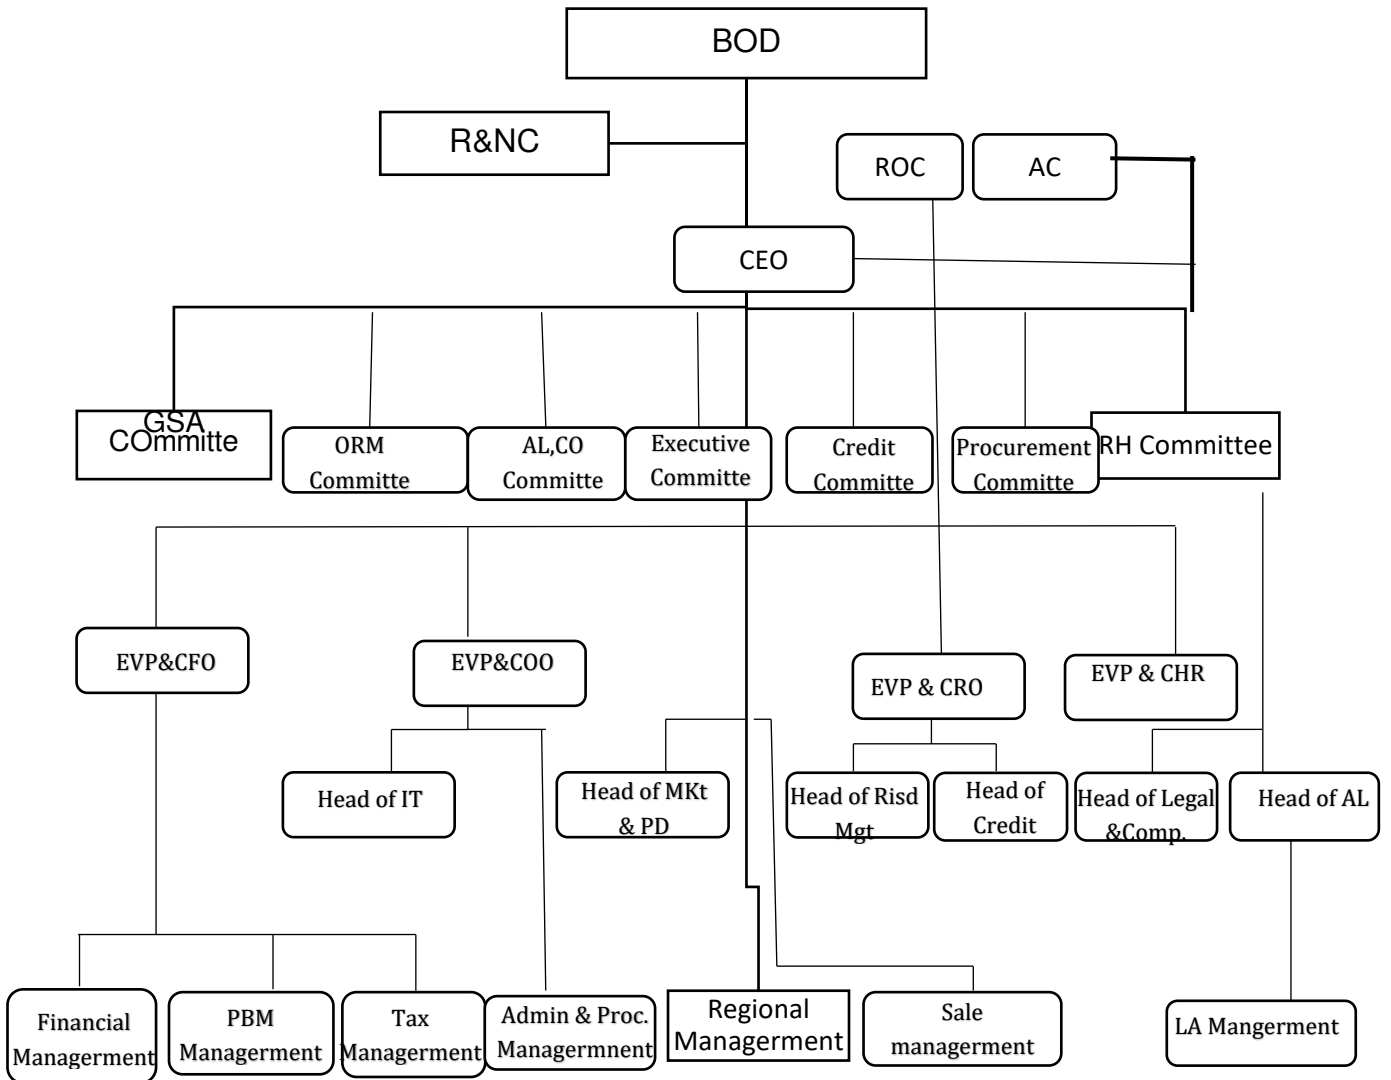 BOD
R&NC
ROC
AC
CEO
GSA
COmmitte
ORM
Committe
AL,CO
Committe
Executive
Committe
Credit
Committe
Procurement
Committe
RH Committee
EVP&CFO
EVP&COO
EVP & CRO
EVP & CHR
Head of IT
Head of MKt
& PD
Head of Risd
Mgt
Head of
Credit
Head of Legal
&Comp.
Head of AL
Financial
Managerment
PBM
Managerment
Tax
Managerment
Admin & Proc.
Managermnent
Regional
Managerment
Sale
managerment
LA Mangerment